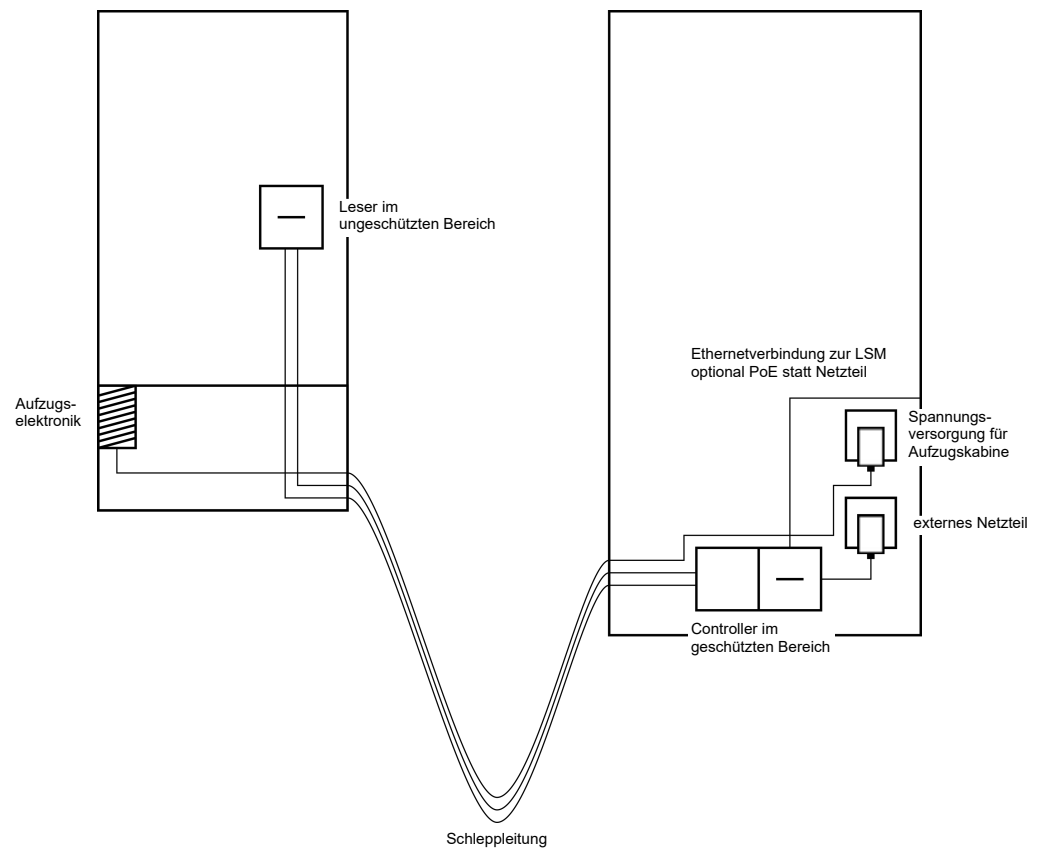 Leser im
ungeschützten Bereich
Ethernetverbindung zur LSM
optional PoE statt Netzteil
Aufzugs-
elektronik
Spannungs-
versorgung für
Aufzugskabine
externes Netzteil
Controller im
geschützten Bereich
Schleppleitung